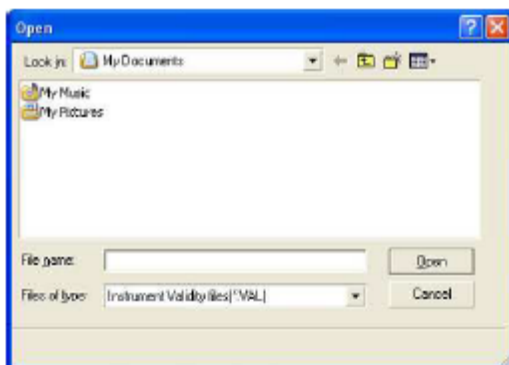 Open
Look in: My Documents
My Music
My Pictures
File name:
Open
Files of type: Instrument Validity files(*.VAL)
Cancel